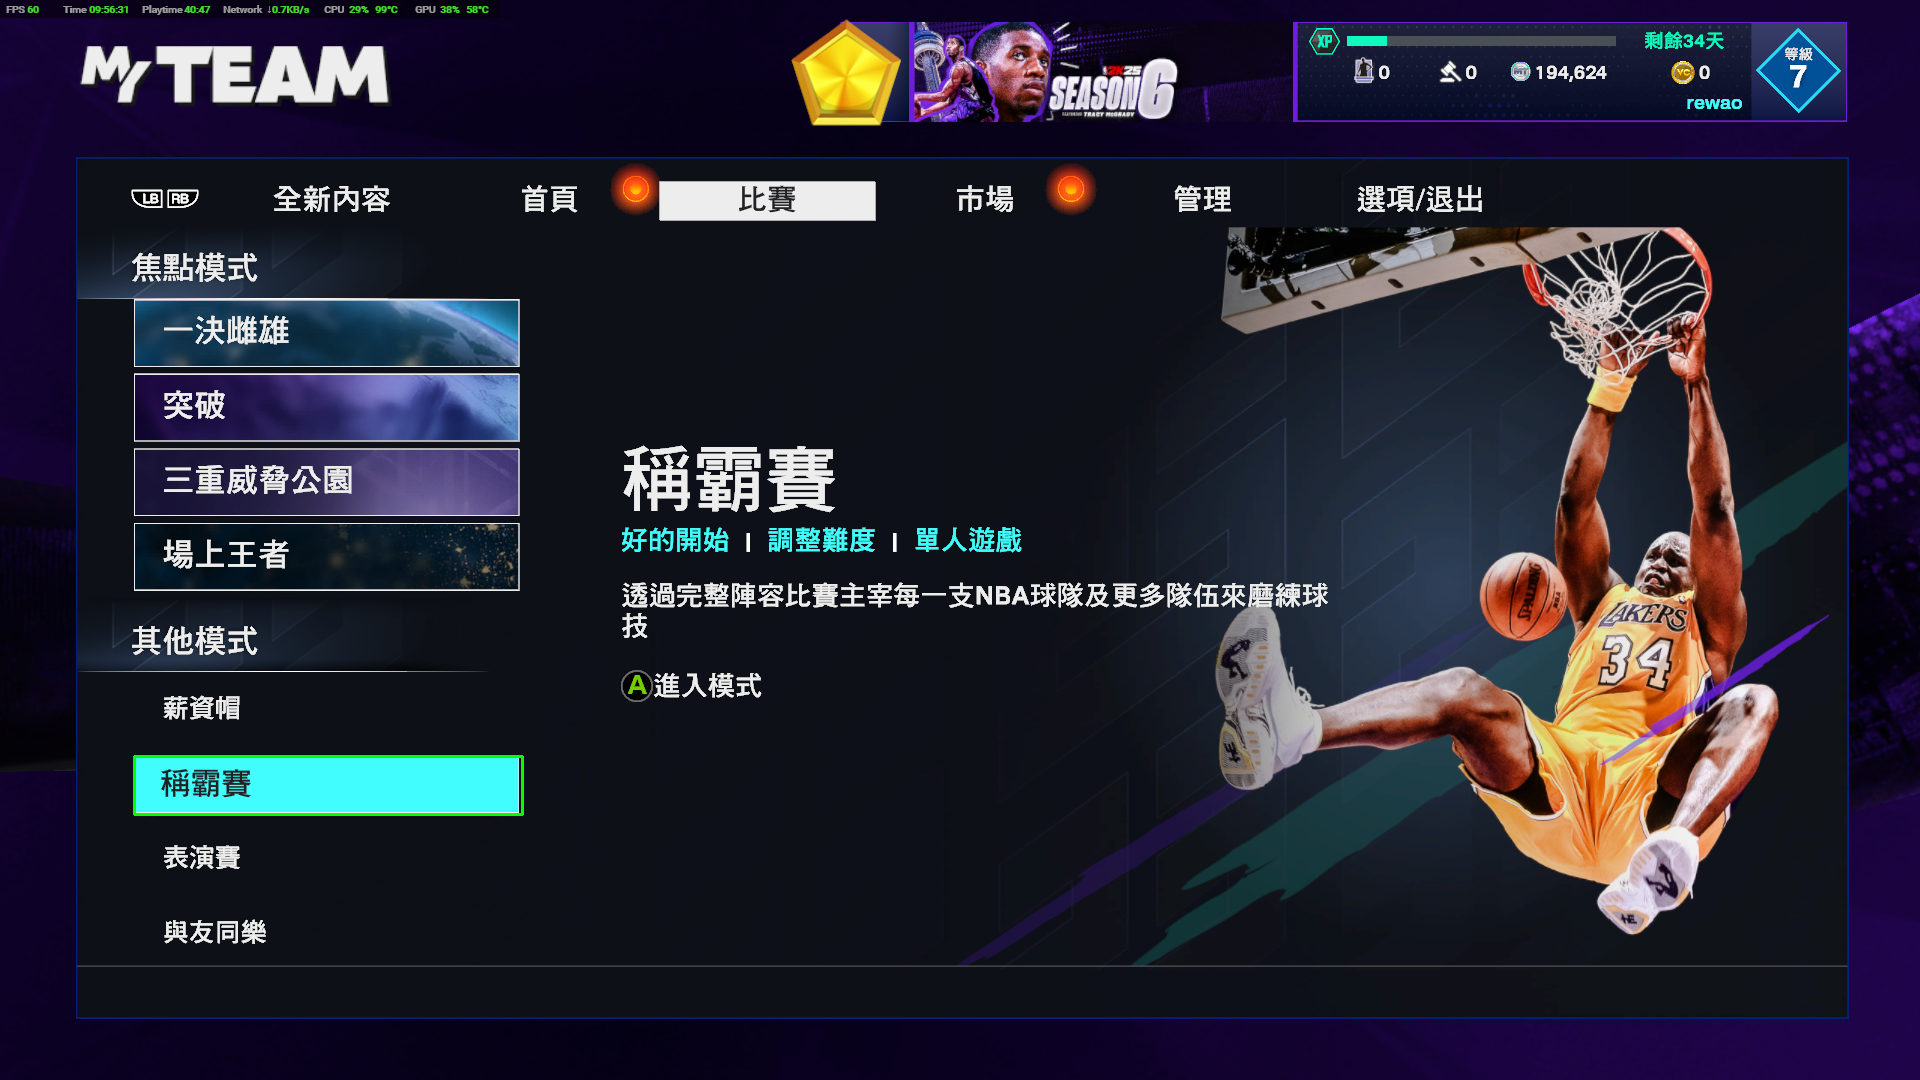 FPS 60 Time 09:56:31 Playtime 40:47 Network ↓0.7KB/s CPU 29% 99°C GPU 38% 58°C
MyTEAM
2K25
SEASON 6
FEATURING TRACY McGRADY
XP 剩餘34天
0 0 194,624 VC 0
rewao
等級
7
LB RB 全新內容 首頁 比賽 市場 管理 選項/退出
焦點模式
一決雌雄
突破
三重威脅公園
場上王者
其他模式
薪資帽
稱霸賽
表演賽
與友同樂
稱霸賽
好的開始 | 調整難度 | 單人遊戲
透過完整陣容比賽主宰每一支NBA球隊及更多隊伍來磨練球
技
A進入模式
SPALDING
LAKERS
34